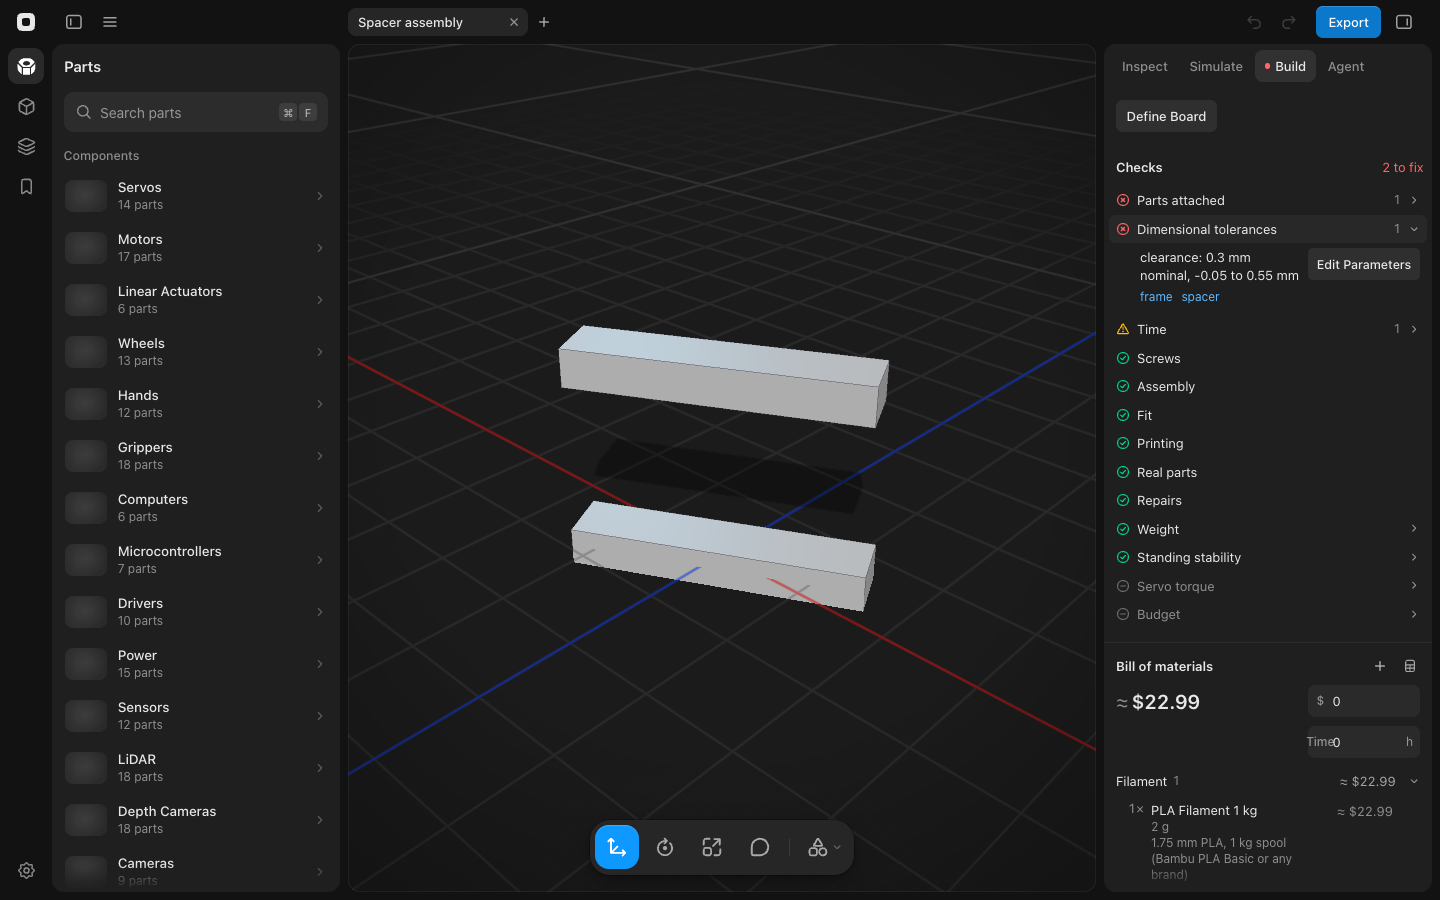 Spacer assembly
Export
Parts
Search parts
⌘ F
Components
Servos
14 parts
Motors
17 parts
Linear Actuators
6 parts
Wheels
13 parts
Hands
12 parts
Grippers
18 parts
Computers
6 parts
Microcontrollers
7 parts
Drivers
10 parts
Power
15 parts
Sensors
12 parts
LiDAR
18 parts
Depth Cameras
18 parts
Cameras
9 parts
Inspect Simulate Build Agent
Define Board
Checks 2 to fix
Parts attached 1
Dimensional tolerances 1
clearance: 0.3 mm
nominal, -0.05 to 0.55 mm
Edit Parameters
frame spacer
Time 1
Screws
Assembly
Fit
Printing
Real parts
Repairs
Weight
Standing stability
Servo torque
Budget
Bill of materials
≈ $22.99 $ 0
Time 0 h
Filament 1 ≈ $22.99
1× PLA Filament 1 kg ≈ $22.99
2 g
1.75 mm PLA, 1 kg spool
(Bambu PLA Basic or any
brand)